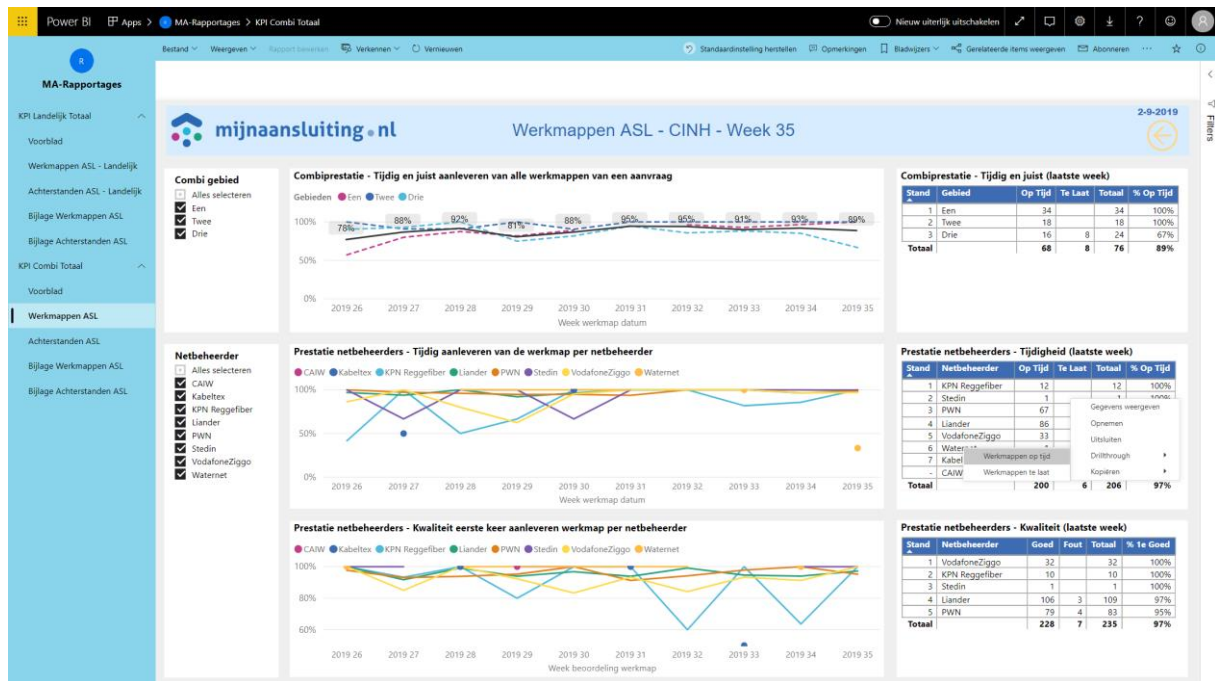 Power BI Apps > MA-Rapportages > KPI Combi Totaal Nieuw uiterlijk uitschakelen ?
Bestand Weergeven Rapport bewerken Verkennen Vernieuwen Standaardinstelling herstellen Opmerkingen Bladwijzers Gerelateerde items weergeven Abonneren ...
R
MA-Rapportages
KPI Landelijk Totaal
Voorblad
Werkmappen ASL - Landelijk
Achterstanden ASL - Landelijk
Bijlage Werkmappen ASL
Bijlage Achterstanden ASL
KPI Combi Totaal
Voorblad
Werkmappen ASL
Achterstanden ASL
Bijlage Werkmappen ASL
Bijlage Achterstanden ASL
Filters
mijnaansluiting.nl
Werkmappen ASL - CINH - Week 35
2-9-2019
Combi gebied
Alles selecteren
Een
Twee
Drie
Combiprestatie - Tijdig en juist aanleveren van alle werkmappen van een aanvraag
Gebieden Een Twee Drie
100%
50%
0%
78% 88% 92% 81% 88% 95% 95% 91% 93% 89%
2019 26 2019 27 2019 28 2019 29 2019 30 2019 31 2019 32 2019 33 2019 34 2019 35
Week werkmap datum
Combiprestatie - Tijdig en juist (laatste week)
Stand Gebied Op Tijd Te Laat Totaal % Op Tijd
1 Een 34 34 100%
2 Twee 18 18 100%
3 Drie 16 8 24 67%
Totaal 68 8 76 89%
Netbeheerder
Alles selecteren
CAIW
Kabeltex
KPN Reggefiber
Liander
PWN
Stedin
VodafoneZiggo
Waternet
Prestatie netbeheerders - Tijdig aanleveren van de werkmap per netbeheerder
CAIW Kabeltex KPN Reggefiber Liander PWN Stedin VodafoneZiggo Waternet
100%
50%
0%
2019 26 2019 27 2019 28 2019 29 2019 30 2019 31 2019 32 2019 33 2019 34 2019 35
Week werkmap datum
Prestatie netbeheerders - Tijdigheid (laatste week)
Stand Netbeheerder Op Tijd Te Laat Totaal % Op Tijd
1 KPN Reggefiber 12 12 100%
2 Stedin 1 1 100%
3 PWN 67
4 Liander 86
5 VodafoneZiggo 33
6
7
- CAIW
Totaal 200 6 206 97%
Gegevens weergeven
Opnemen
Uitsluiten
Drillthrough
Kopiëren
Werkmappen op tijd
Werkmappen te laat
Prestatie netbeheerders - Kwaliteit eerste keer aanleveren werkmap per netbeheerder
CAIW Kabeltex KPN Reggefiber Liander PWN Stedin VodafoneZiggo Waternet
100%
80%
60%
2019 26 2019 27 2019 28 2019 29 2019 30 2019 31 2019 32 2019 33 2019 34 2019 35
Week beoordeling werkmap
Prestatie netbeheerders - Kwaliteit (laatste week)
Stand Netbeheerder Goed Fout Totaal % 1e Goed
1 VodafoneZiggo 32 32 100%
2 KPN Reggefiber 10 10 100%
3 Stedin 1 1 100%
4 Liander 106 3 109 97%
5 PWN 79 4 83 95%
Totaal 228 7 235 97%